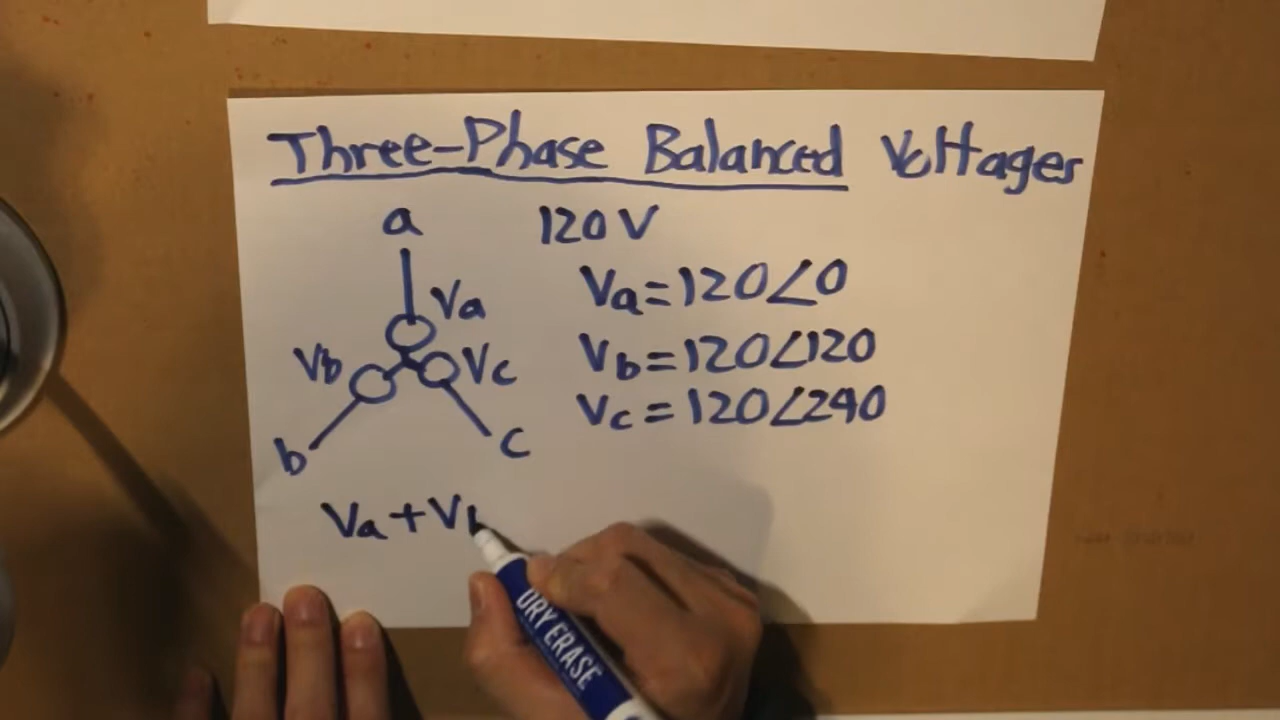 Three-Phase Balanced Voltages
a
120 V
Va
Va=120∠0
Vb
Vc
Vb=120∠120
Vc=120∠240
b
c
Va+Vb
DRY ERASE